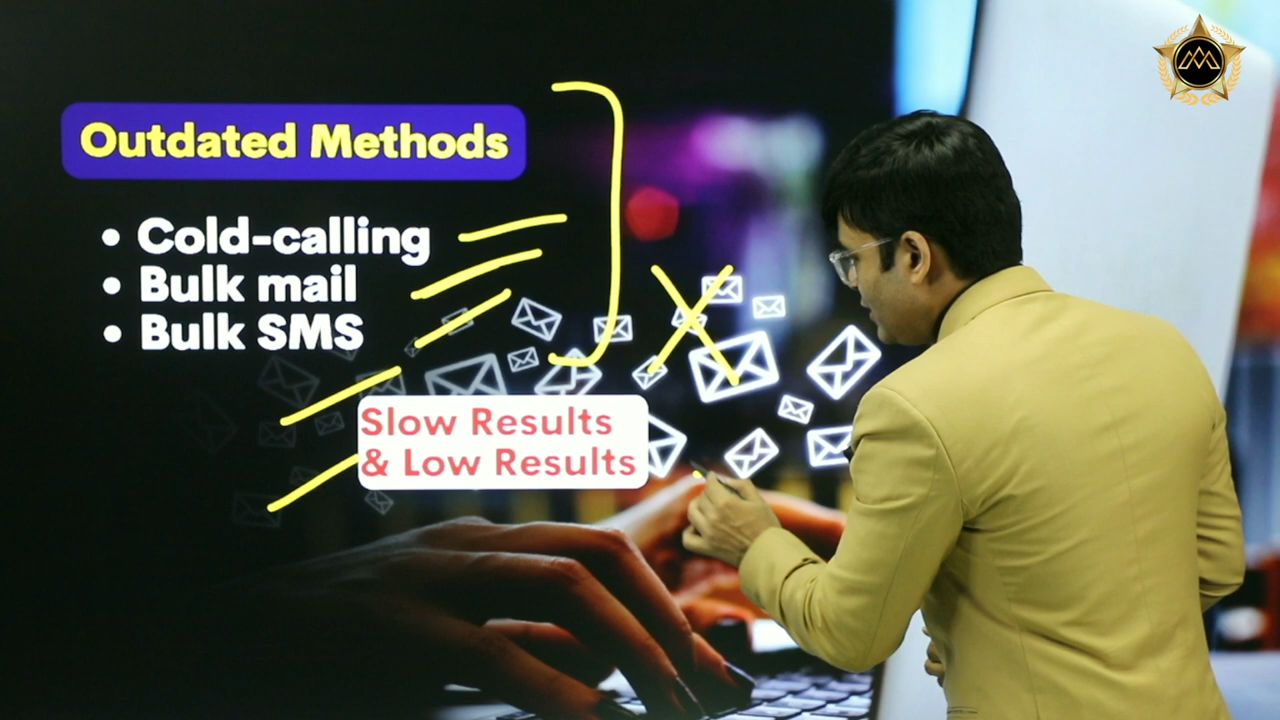 Outdated Methods
• Cold-calling
• Bulk mail
• Bulk SMS
Slow Results
& Low Results